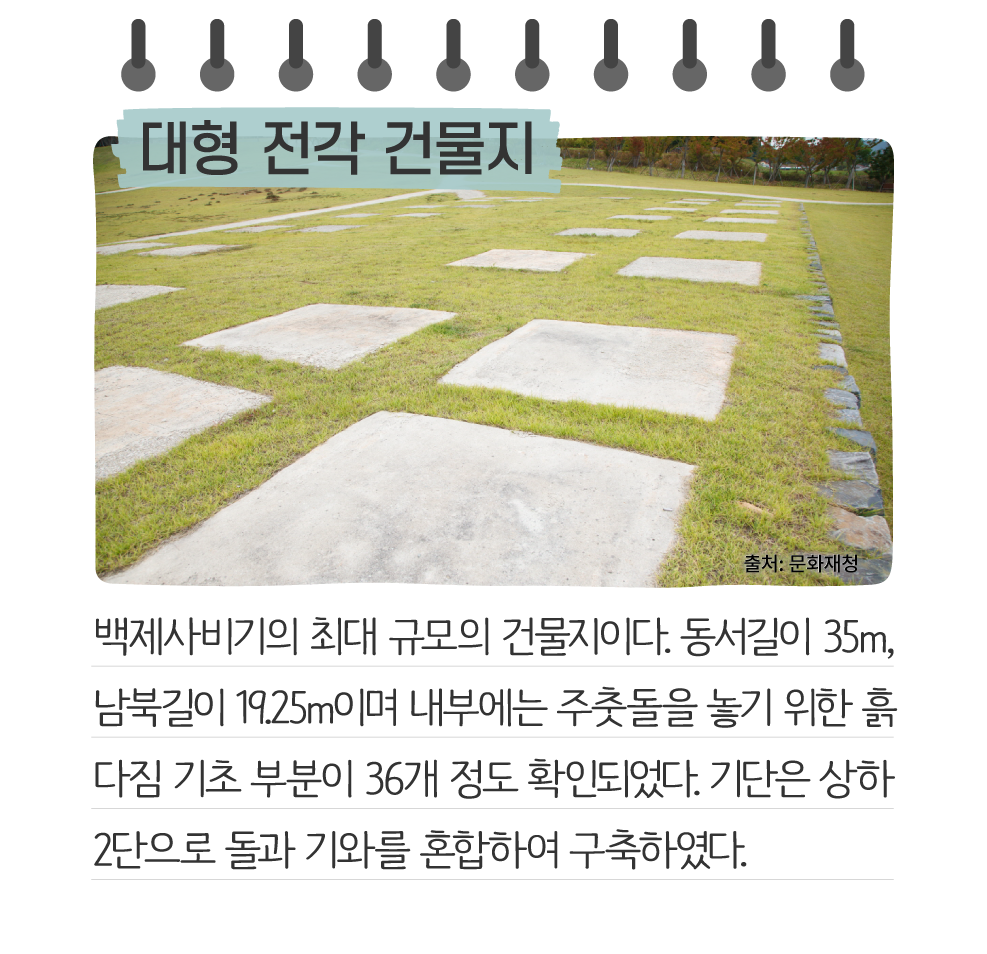 대형 전각 건물지
출처: 문화재청
백제사비기의 최대 규모의 건물지이다. 동서길이 35m,
남북길이 19.25m이며 내부에는 주춧돌을 놓기 위한 흙
다짐 기초 부분이 36개 정도 확인되었다. 기단은 상하
2단으로 돌과 기와를 혼합하여 구축하였다.